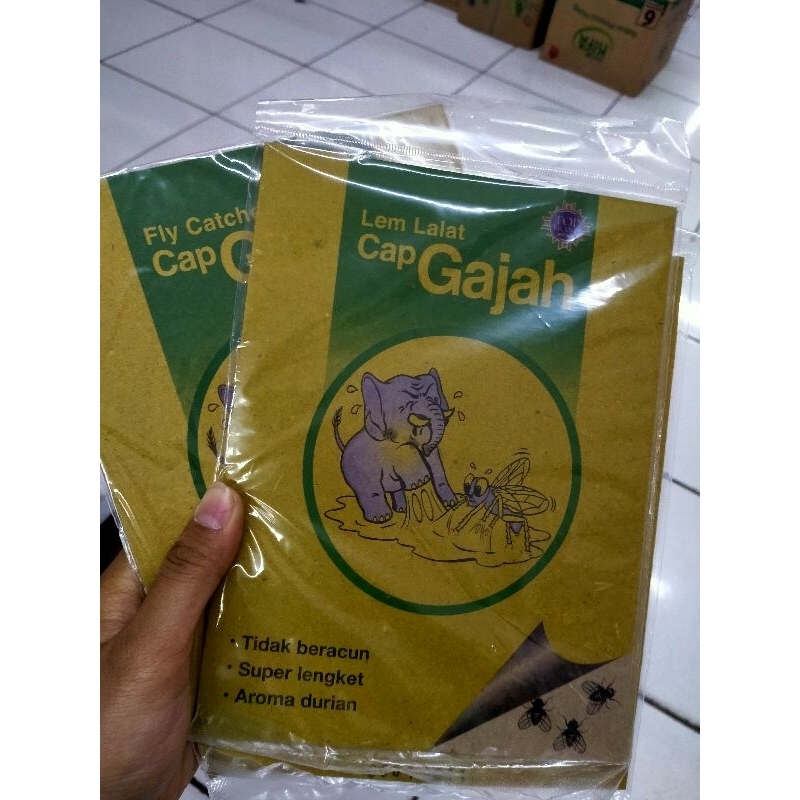 Fly Catche
Cap G
Lem Lalat
Cap Gajah
• Tidak beracun
• Super lengket
• Aroma durian